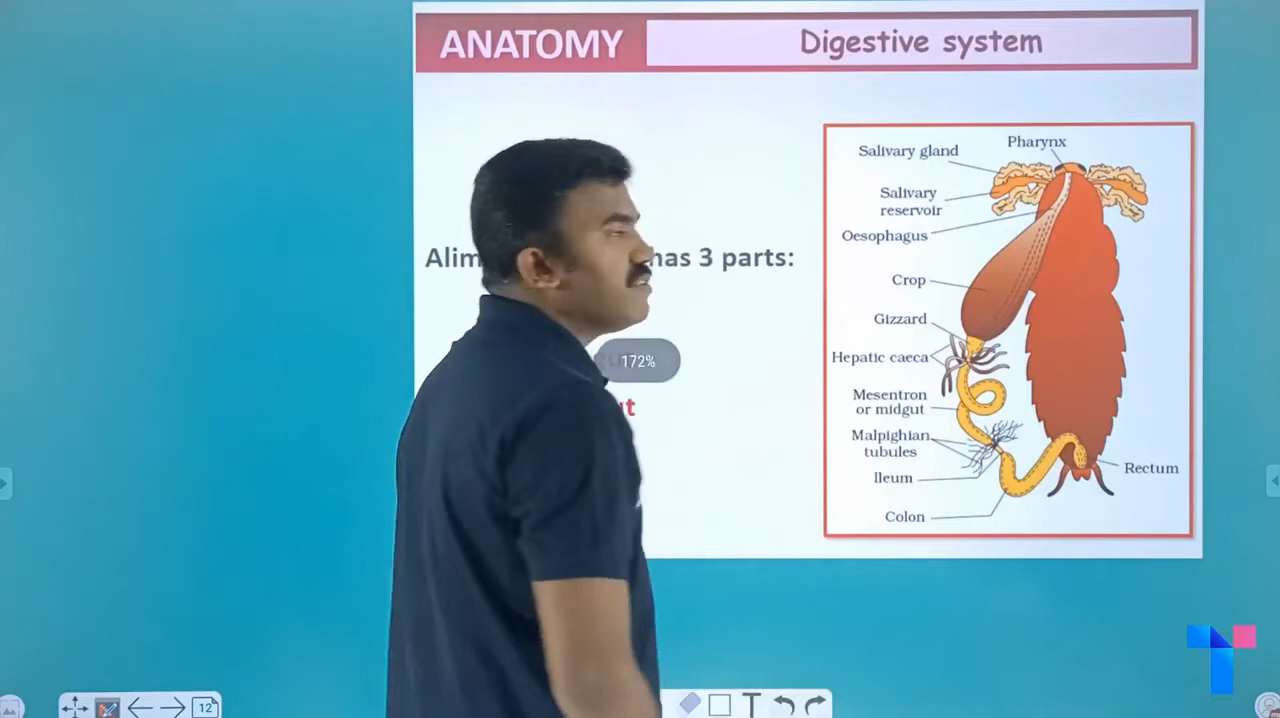 ANATOMY
Digestive system
Pharynx
Salivary gland
Salivary
reservoir
Oesophagus
Alim has 3 parts:
Crop
Gizzard
172%
Hepatic caeca
Mesentron
or midgut
Malpighian
tubules
Ileum
Rectum
Colon
12
T